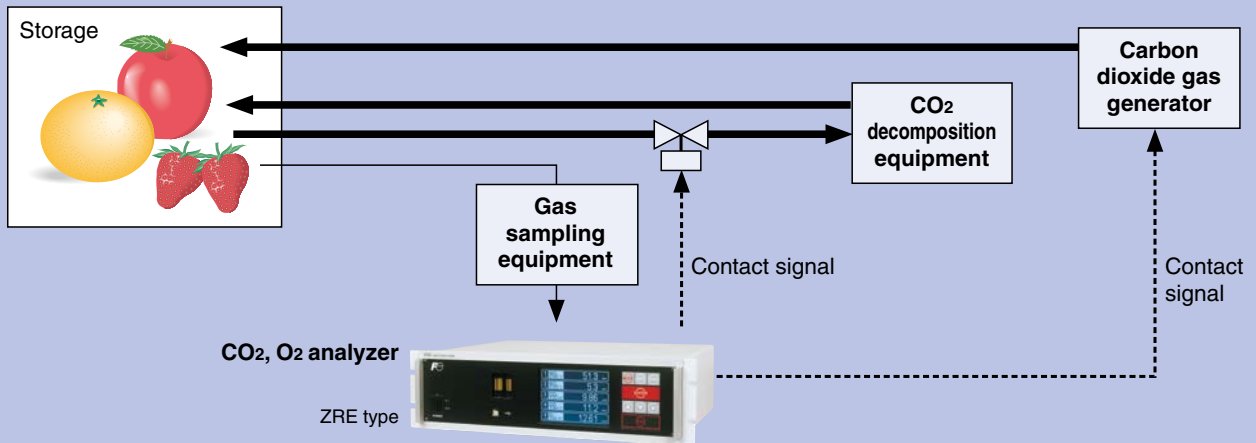 Storage
Carbon
dioxide gas
generator
CO2
decomposition
equipment
Gas
sampling
equipment
Contact signal
Contact
signal
CO2, O2 analyzer
ZRE type